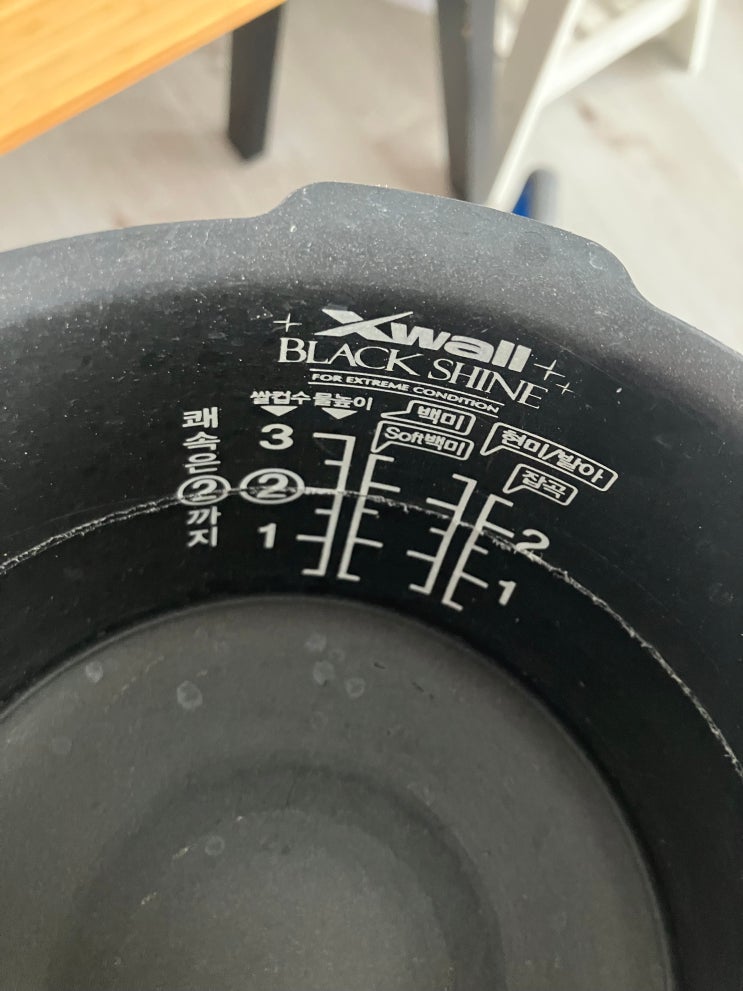 Xwall
BLACK SHINE
FOR EXTREME CONDITION
쌀컵수 물높이
백미
Soft백미
현미/발아
잡곡
쾌속은②까지
3
②
1
2
1